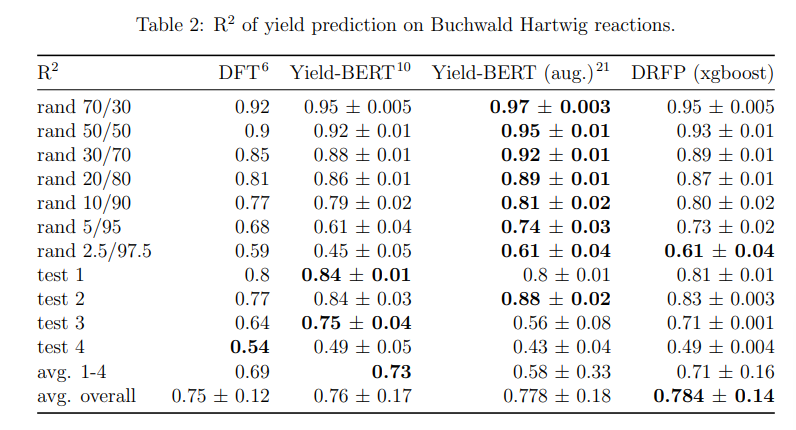 Table 2: R² of yield prediction on Buchwald Hartwig reactions.
R² DFT⁶ Yield-BERT¹⁰ Yield-BERT (aug.)²¹ DRFP (xgboost)
rand 70/30 0.92 0.95 ± 0.005 0.97 ± 0.003 0.95 ± 0.005
rand 50/50 0.9 0.92 ± 0.01 0.95 ± 0.01 0.93 ± 0.01
rand 30/70 0.85 0.88 ± 0.01 0.92 ± 0.01 0.89 ± 0.01
rand 20/80 0.81 0.86 ± 0.01 0.89 ± 0.01 0.87 ± 0.01
rand 10/90 0.77 0.79 ± 0.02 0.81 ± 0.02 0.80 ± 0.02
rand 5/95 0.68 0.61 ± 0.04 0.74 ± 0.03 0.73 ± 0.02
rand 2.5/97.5 0.59 0.45 ± 0.05 0.61 ± 0.04 0.61 ± 0.04
test 1 0.8 0.84 ± 0.01 0.8 ± 0.01 0.81 ± 0.01
test 2 0.77 0.84 ± 0.03 0.88 ± 0.02 0.83 ± 0.003
test 3 0.64 0.75 ± 0.04 0.56 ± 0.08 0.71 ± 0.001
test 4 0.54 0.49 ± 0.05 0.43 ± 0.04 0.49 ± 0.004
avg. 1-4 0.69 0.73 0.58 ± 0.33 0.71 ± 0.16
avg. overall 0.75 ± 0.12 0.76 ± 0.17 0.778 ± 0.18 0.784 ± 0.14